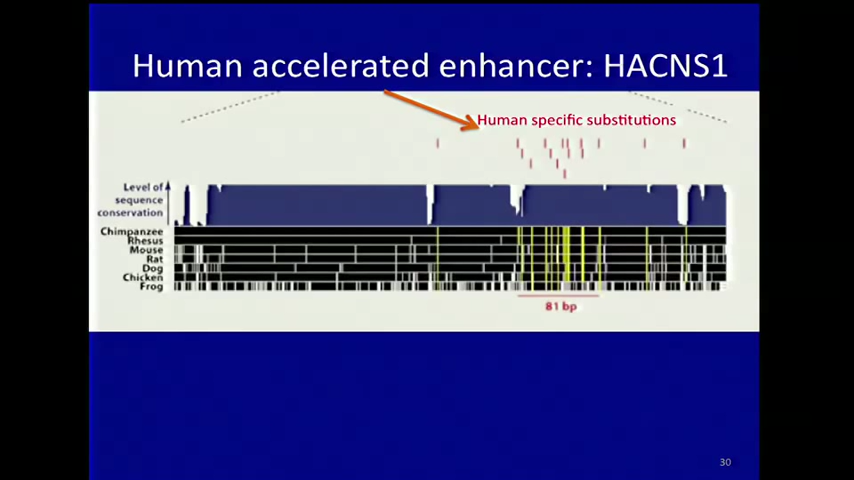 Human accelerated enhancer: HACNS1
Human specific substitutions
Level of
sequence
conservation
Chimpanzee
Rhesus
Mouse
Rat
Dog
Chicken
Frog
81 bp
30